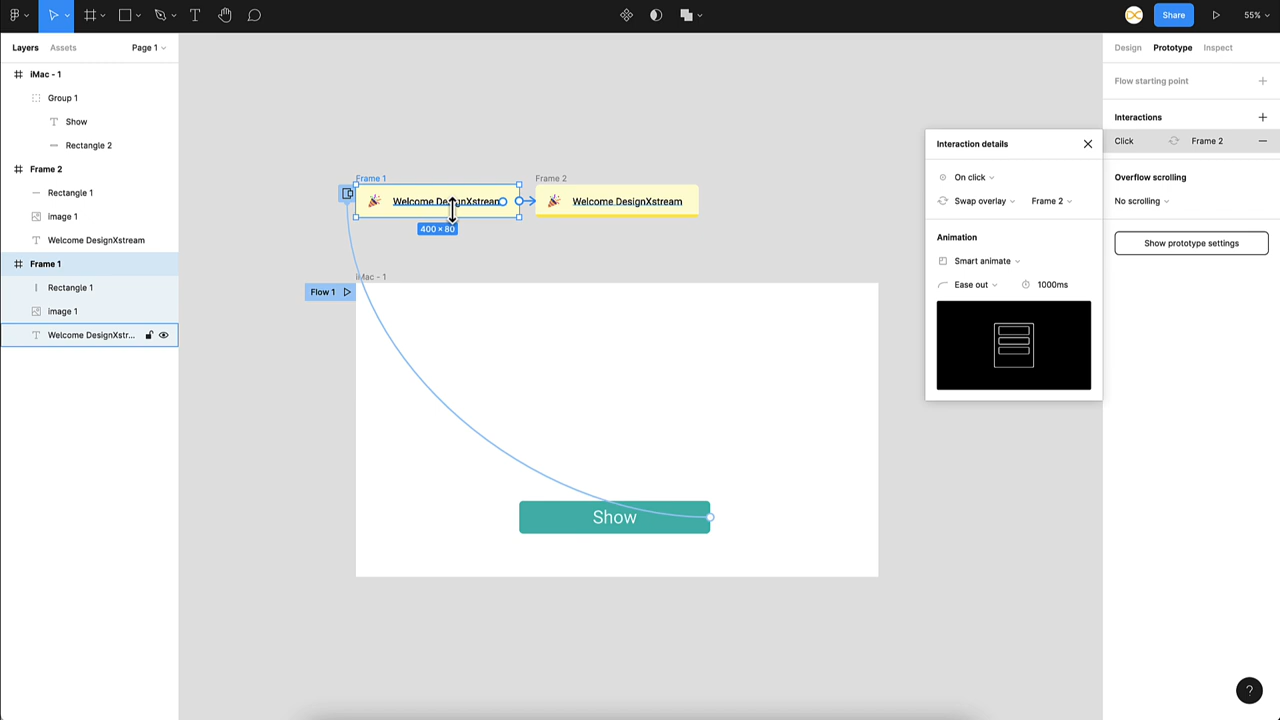 Share
55%
Layers
Assets
Page 1
Design
Prototype
Inspect
iMac - 1
Flow starting point
Group 1
Show
Interactions
Rectangle 2
Click
Frame 2
Interaction details
Frame 2
On click
Frame 1
Frame 2
Overflow scrolling
Rectangle 1
Welcome DesignXstream
Welcome DesignXstream
Swap overlay
Frame 2
No scrolling
image 1
400 × 80
Welcome DesignXstream
Animation
Show prototype settings
Frame 1
Smart animate
iMac - 1
Rectangle 1
Flow 1
Ease out
1000ms
image 1
Welcome DesignXstr...
Show
?